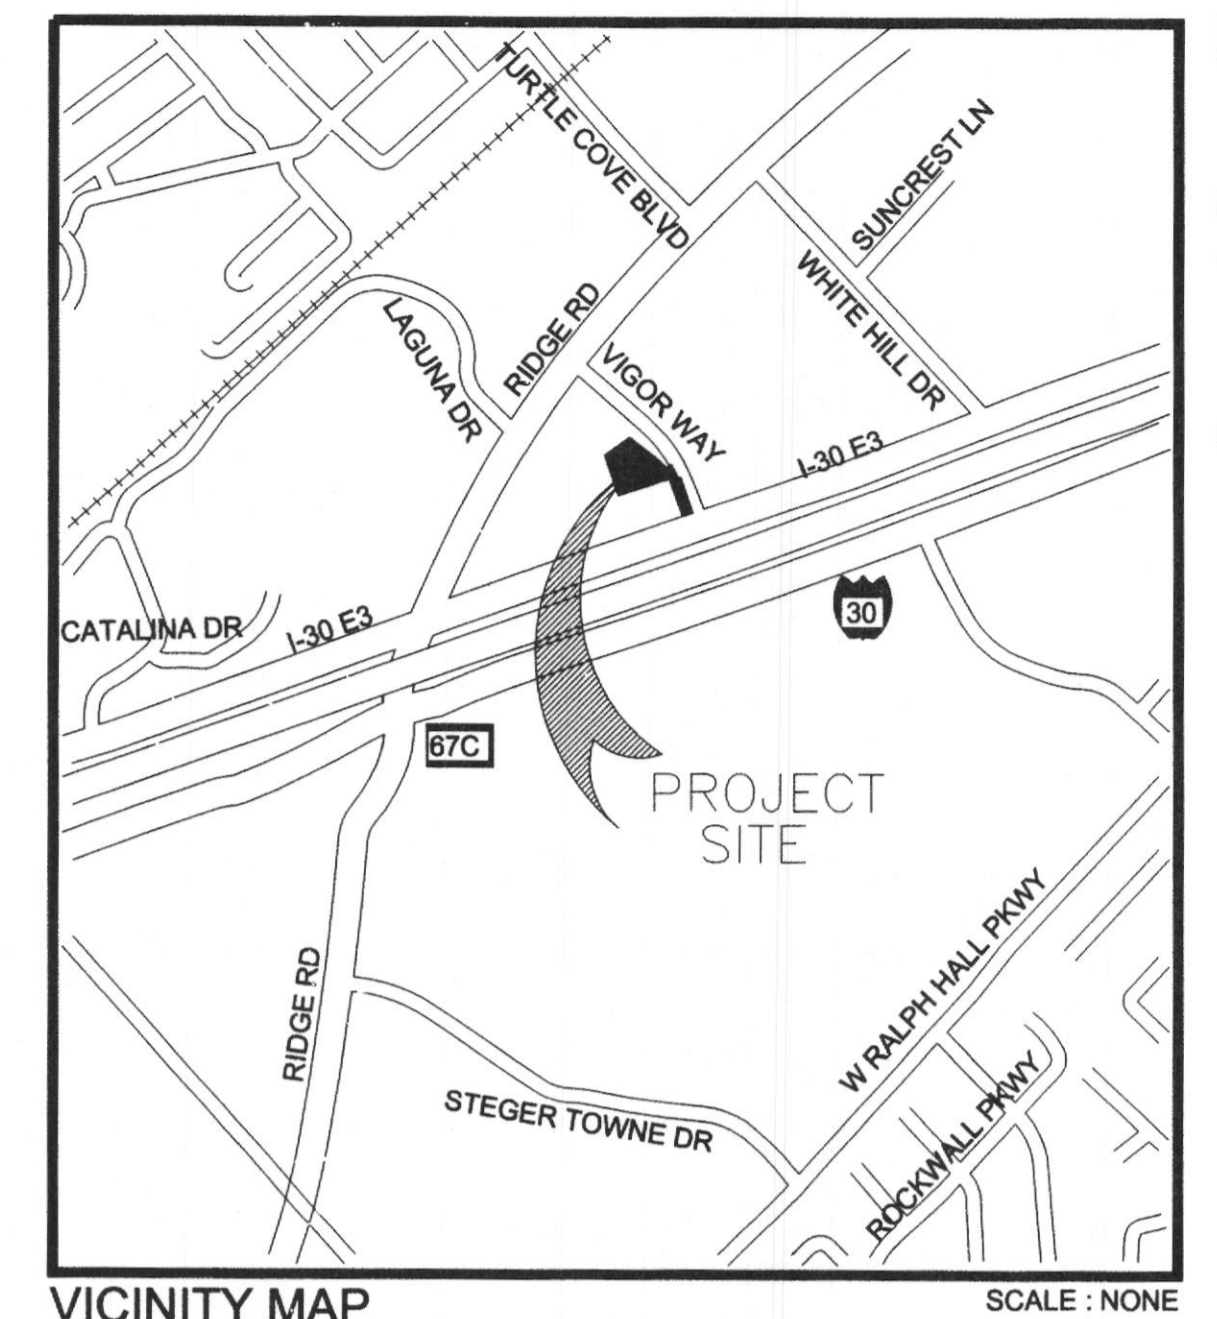 TURTLE COVE BLVD
SUNCREST LN
WHITE HILL DR
LAGUNA DR
RIDGE RD
VIGOR WAY
I-30 E3
30
CATALINA DR
I-30 E3
67C
PROJECT
SITE
W RALPH HALL PKWY
RIDGE RD
STEGER TOWNE DR
ROCKWALL PKWY
VICINITY MAP
SCALE : NONE